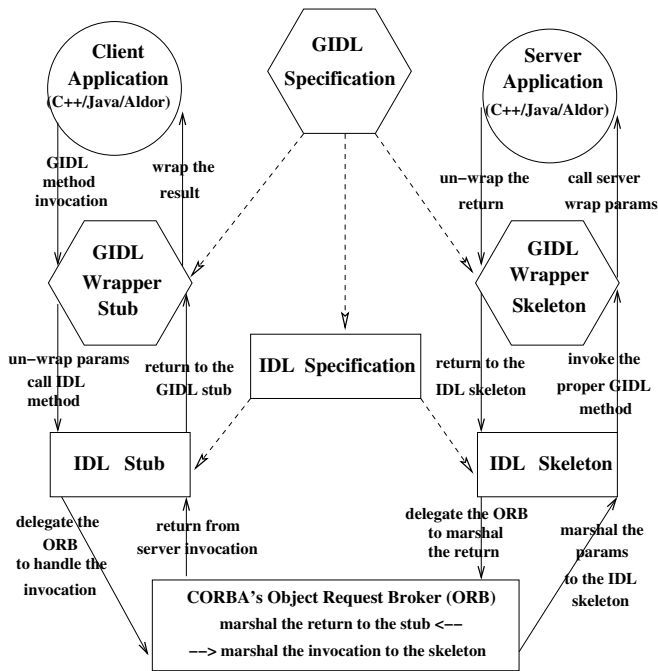 Client
Application
(C++/Java/Aldor)
GIDL
Specification
Server
Application
(C++/Java/Aldor)
GIDL
method
invocation
wrap the
result
un-wrap the
return
call server
wrap params
GIDL
Wrapper
Stub
GIDL
Wrapper
Skeleton
un-wrap params
call IDL
method
return to the
GIDL stub
IDL Specification
return to the
IDL skeleton
invoke the
proper GIDL
method
IDL Stub
IDL Skeleton
delegate the
ORB
to handle the
invocation
return from
server invocation
delegate the ORB
to marshal
the return
marshal the
params
to the IDL
skeleton
CORBA's Object Request Broker (ORB)
marshal the return to the stub <--
--> marshal the invocation to the skeleton